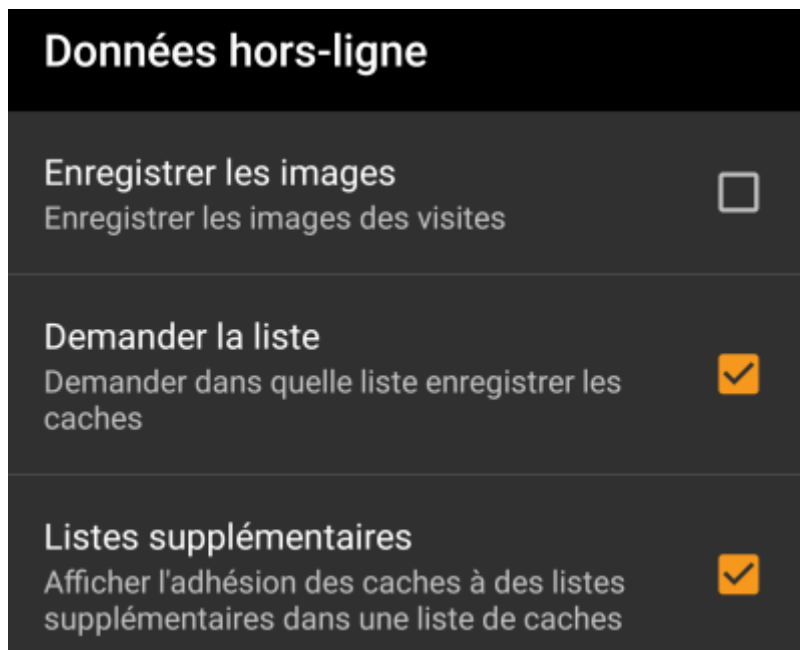 Données hors-ligne
Enregistrer les images
Enregistrer les images des visites
Demander la liste
Demander dans quelle liste enregistrer les
caches
Listes supplémentaires
Afficher l'adhésion des caches à des listes
supplémentaires dans une liste de caches